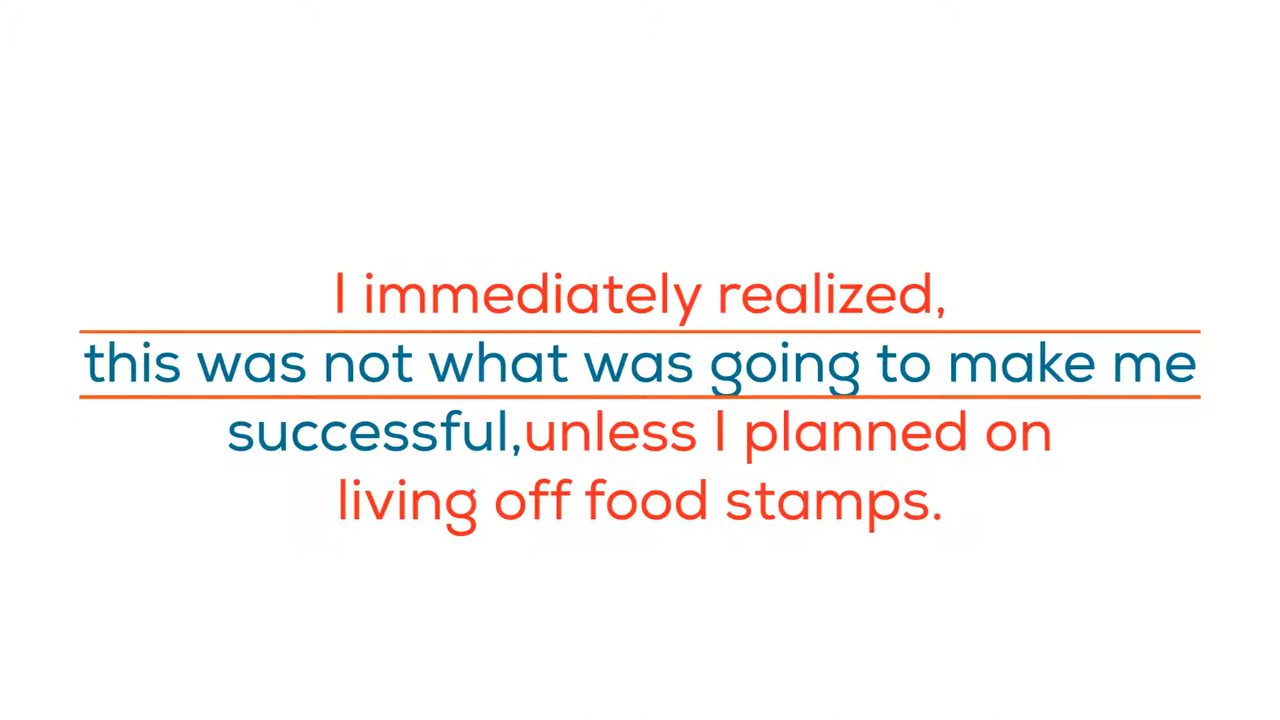 I immediately realized,
this was not what was going to make me
successful,unless I planned on
living off food stamps.